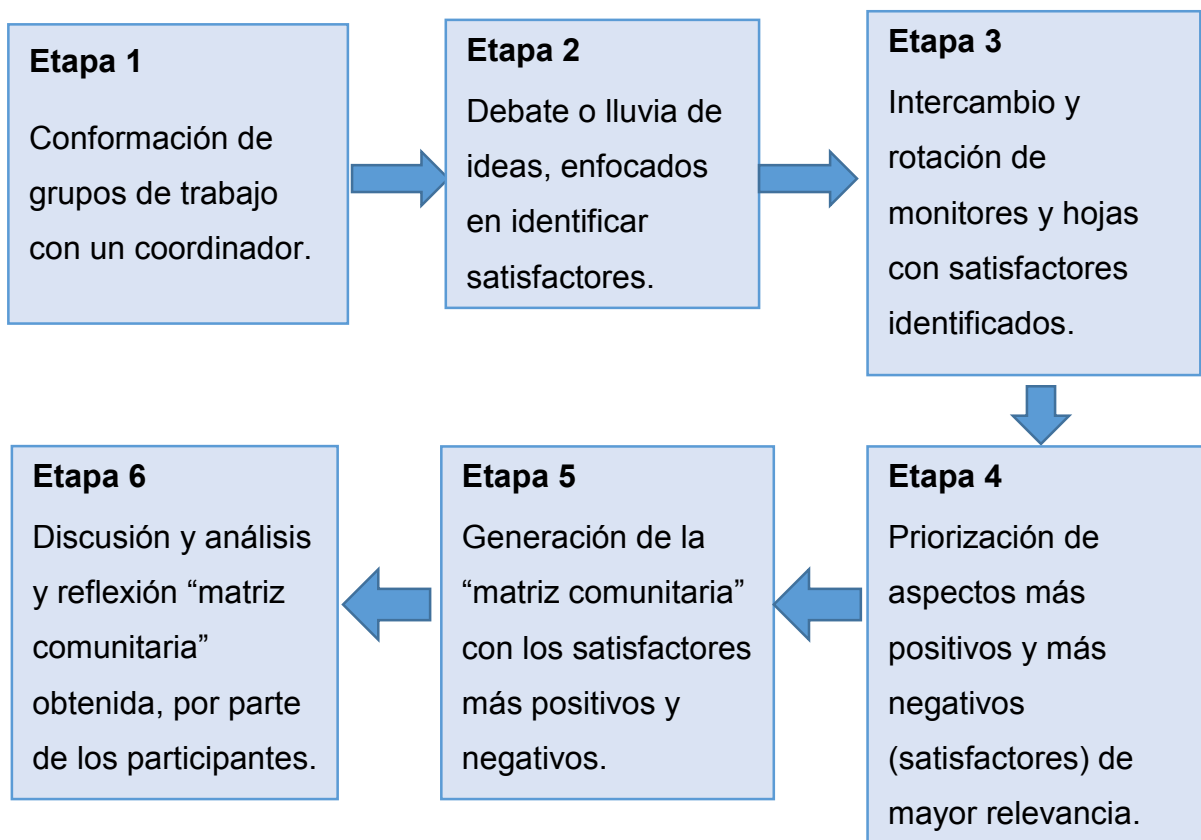 Etapa 1
Conformación de
grupos de trabajo
con un coordinador.
Etapa 2
Debate o lluvia de
ideas, enfocados
en identificar
satisfactores.
Etapa 3
Intercambio y
rotación de
monitores y hojas
con satisfactores
identificados.
Etapa 4
Priorización de
aspectos más
positivos y más
negativos
(satisfactores) de
mayor relevancia.
Etapa 5
Generación de la
“matriz comunitaria”
con los satisfactores
más positivos y
negativos.
Etapa 6
Discusión y análisis
y reflexión “matriz
comunitaria”
obtenida, por parte
de los participantes.